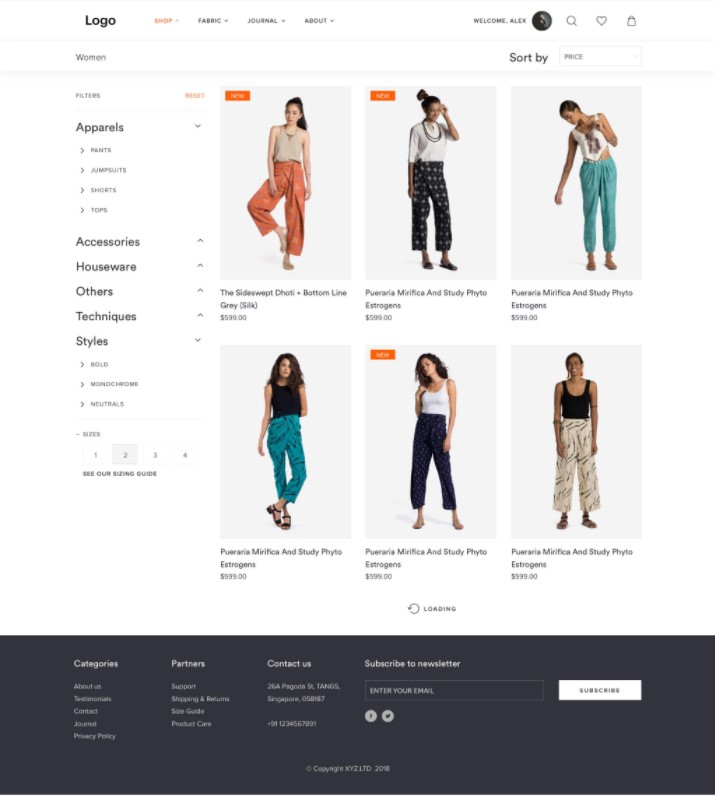 Logo
SHOP
FABRIC
JOURNAL
ABOUT
WELCOME, ALEX
Women
Sort by
PRICE
FILTERS
RESET
Apparels
PANTS
JUMPSUITS
SHORTS
TOPS
Accessories
Houseware
Others
Techniques
Styles
BOLD
MONOCHROME
NEUTRALS
– SIZES
1 2 3 4
SEE OUR SIZING GUIDE
NEW
The Sideswept Dhoti + Bottom Line
Grey (Silk)
$599.00
NEW
Pueraria Mirifica And Study Phyto
Estrogens
$599.00
Pueraria Mirifica And Study Phyto
Estrogens
$599.00
Pueraria Mirifica And Study Phyto
Estrogens
$599.00
NEW
Pueraria Mirifica And Study Phyto
Estrogens
$599.00
Pueraria Mirifica And Study Phyto
Estrogens
$599.00
LOADING
Categories
About us
Testimonials
Contact
Journal
Privacy Policy
Partners
Support
Shipping & Returns
Size Guide
Product Care
Contact us
26A Pagoda St, TANGS,
Singapore, 058187
+91 1234567891
Subscribe to newsletter
ENTER YOUR EMAIL
SUBSCRIBE
© Copyright XYZ.LTD 2018